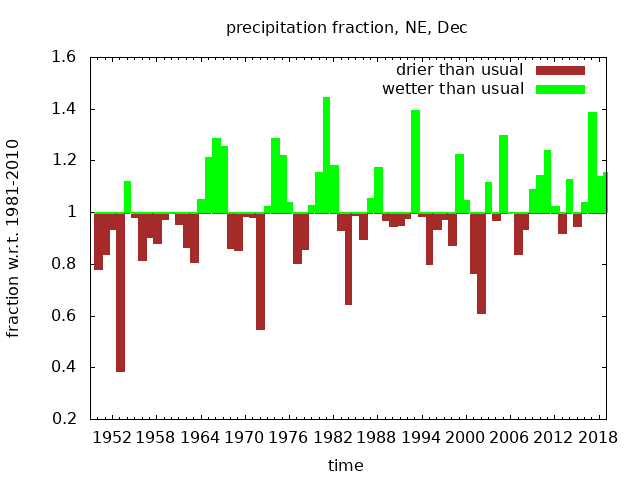 precipitation fraction, NE, Dec
drier than usual
wetter than usual
fraction w.r.t. 1981-2010
1.6
1.4
1.2
1
0.8
0.6
0.4
0.2
1952 1958 1964 1970 1976 1982 1988 1994 2000 2006 2012 2018
time